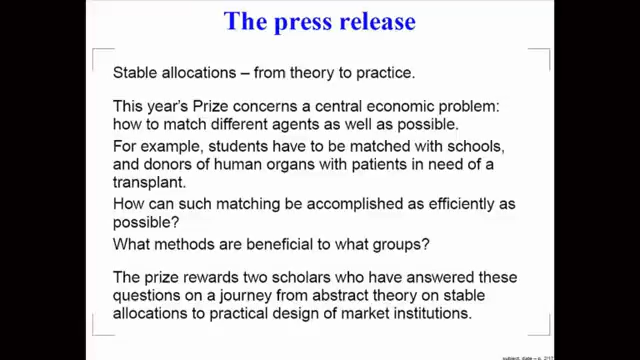 The press release
Stable allocations – from theory to practice.
This year's Prize concerns a central economic problem:
how to match different agents as well as possible.
For example, students have to be matched with schools,
and donors of human organs with patients in need of a
transplant.
How can such matching be accomplished as efficiently as
possible?
What methods are beneficial to what groups?
The prize rewards two scholars who have answered these
questions on a journey from abstract theory on stable
allocations to practical design of market institutions.
subject, date – p. 2/17